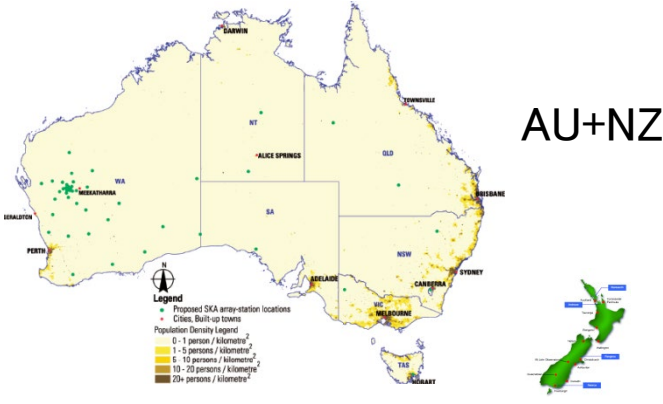 DARWIN
TOWNSVILLE
AU+NZ
NT
ALICE SPRINGS
QLD
WA
MEEKATHARRA
BRISBANE
SA
GERALDTON
NSW
PERTH
SYDNEY
ADELAIDE
CANBERRA
N
VIC
MELBOURNE
TAS
HOBART
Legend
Proposed SKA array-station locations
Cities, Built-up towns
Population Density Legend
0 - 1 person / kilometre²
1 - 5 persons / kilometre²
6 - 10 persons / kilometre²
10 - 20 persons / kilometre²
20+ persons / kilometre²